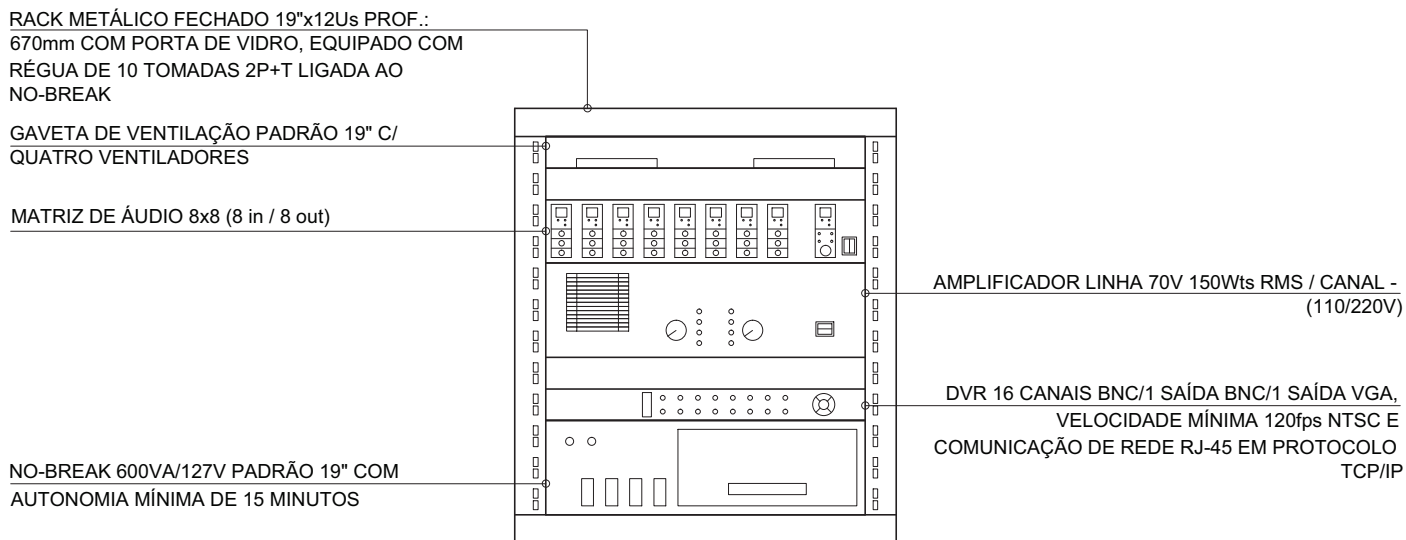 RACK METÁLICO FECHADO 19"x12Us PROF.:
670mm COM PORTA DE VIDRO, EQUIPADO COM
RÉGUA DE 10 TOMADAS 2P+T LIGADA AO
NO-BREAK
GAVETA DE VENTILAÇÃO PADRÃO 19" C/
QUATRO VENTILADORES
MATRIZ DE ÁUDIO 8x8 (8 in / 8 out)
NO-BREAK 600VA/127V PADRÃO 19" COM
AUTONOMIA MÍNIMA DE 15 MINUTOS
AMPLIFICADOR LINHA 70V 150Wts RMS / CANAL -
(110/220V)
DVR 16 CANAIS BNC/1 SAÍDA BNC/1 SAÍDA VGA,
VELOCIDADE MÍNIMA 120fps NTSC E
COMUNICAÇÃO DE REDE RJ-45 EM PROTOCOLO
TCP/IP